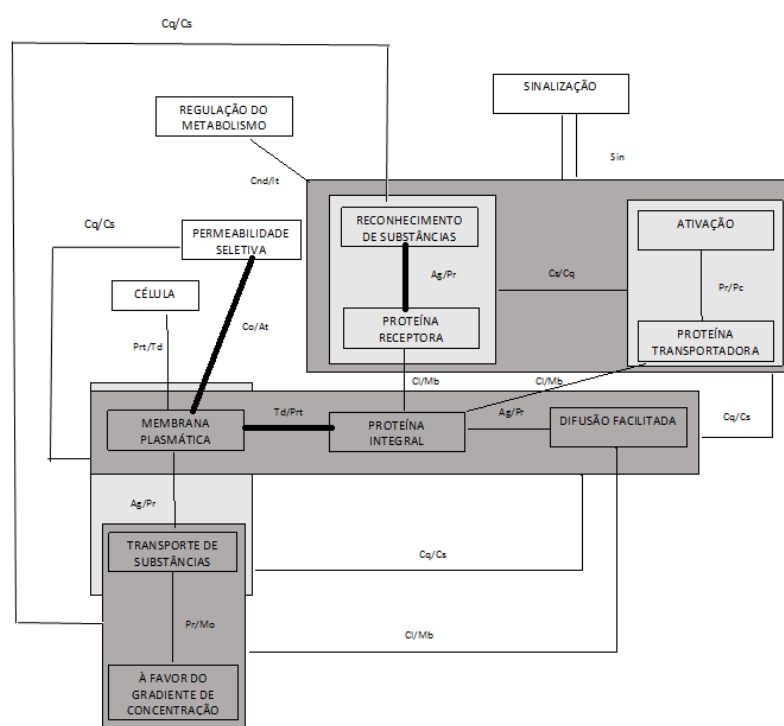 Cq/Cs
SINALIZAÇÃO
REGULAÇÃO DO
METABOLISMO
Sin
Cnd/It
Cq/Cs
PERMEABILIDADE
SELETIVA
RECONHECIMENTO
DE SUBSTÂNCIAS
ATIVAÇÃO
Ag/Pr
Cs/Cq
Pr/Pc
CÉLULA
Co/At
PROTEÍNA
RECEPTORA
PROTEÍNA
TRANSPORTADORA
Prt/Td
Cl/Mb
Cl/Mb
MEMBRANA
PLASMÁTICA
Td/Prt
PROTEÍNA
INTEGRAL
Ag/Pr
DIFUSÃO FACILITADA
Cq/Cs
Ag/Pr
TRANSPORTE DE
SUBSTÂNCIAS
Cq/Cs
Pr/Mo
Cl/Mb
À FAVOR DO
GRADIENTE DE
CONCENTRAÇÃO